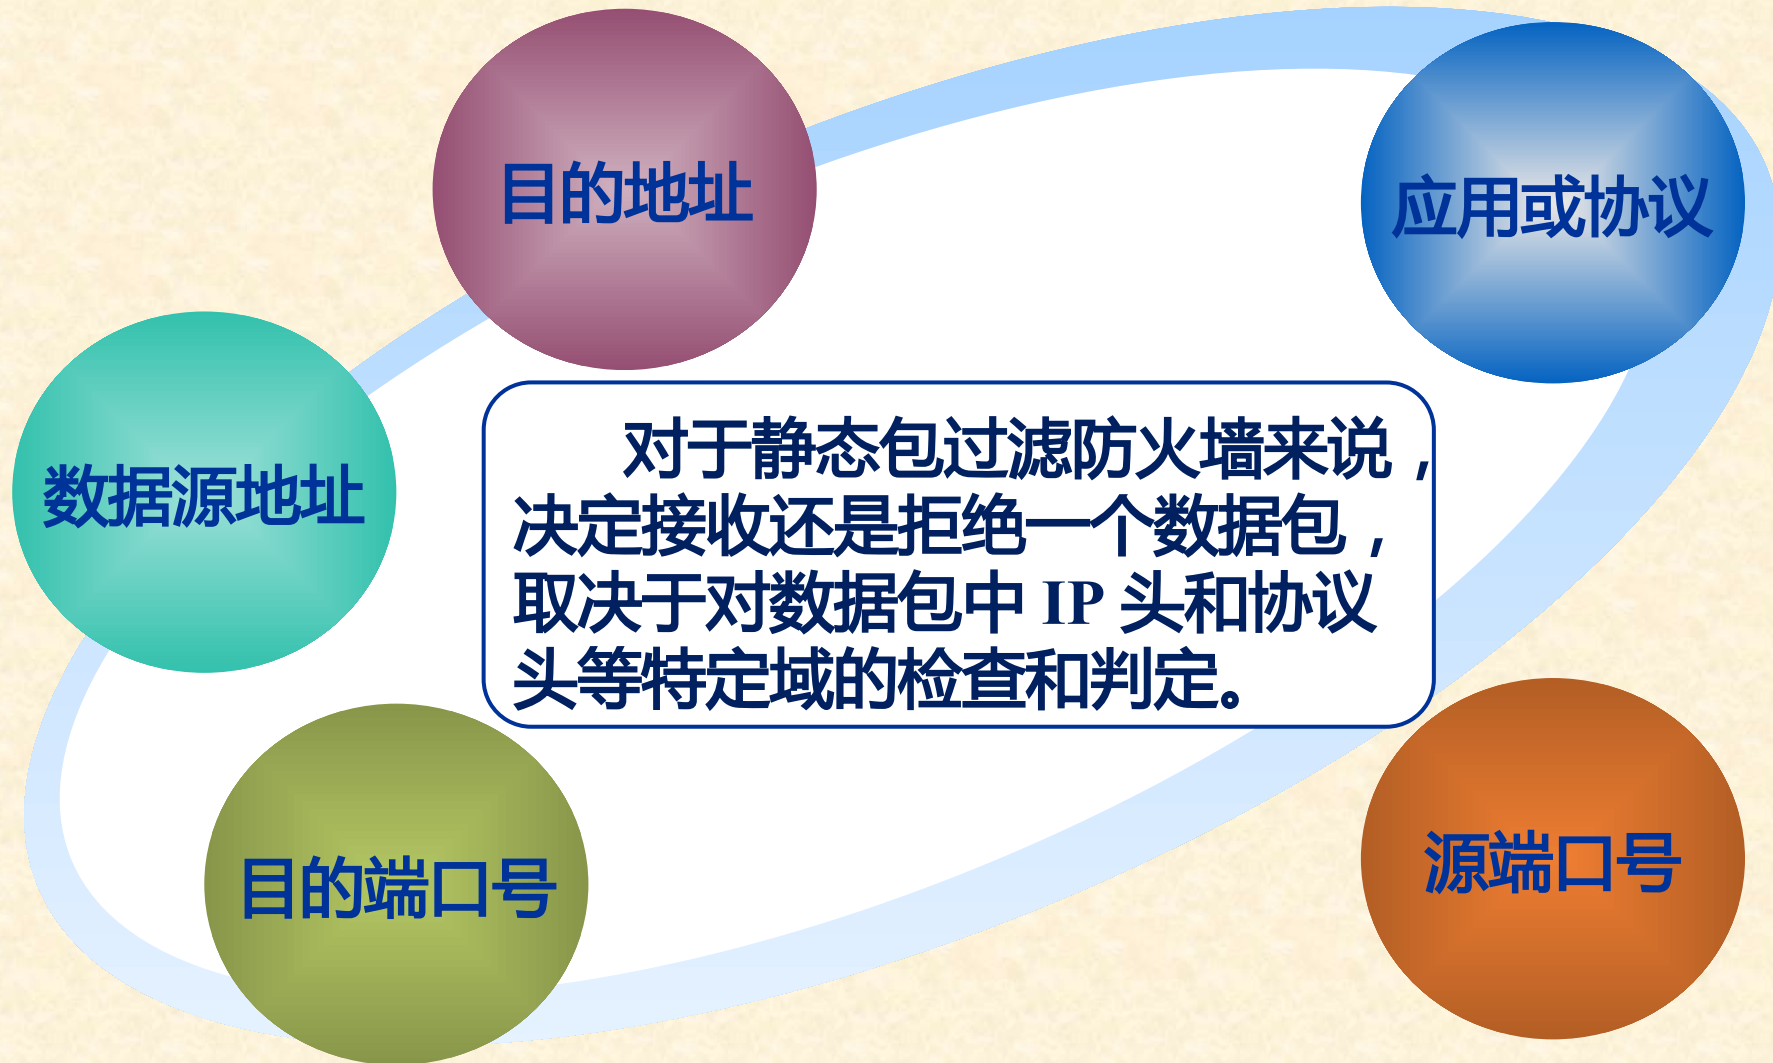 目的地址
应用或协议
数据源地址
对于静态包过滤防火墙来说，
决定接收还是拒绝一个数据包，
取决于对数据包中 IP 头和协议
头等特定域的检查和判定。
目的端口号
源端口号